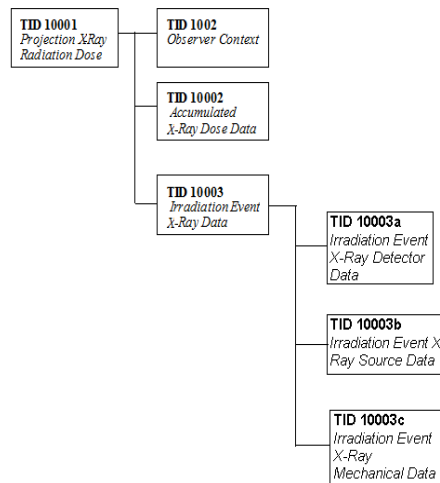 TID 10001
Projection X-Ray
Radiation Dose
TID 1002
Observer Context
TID 10002
Accumulated
X-Ray Dose Data
TID 10003
Irradiation Event
X-Ray Data
TID 10003a
Irradiation Event
X-Ray Detector
Data
TID 10003b
Irradiation Event X
Ray Source Data
TID 10003c
Irradiation Event
X-Ray
Mechanical Data